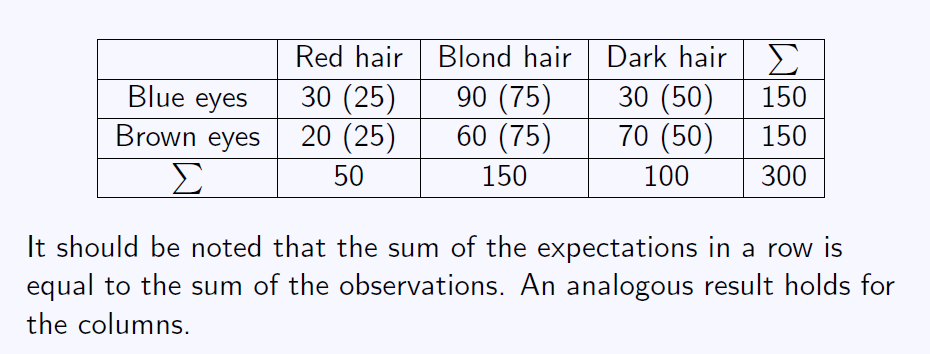 Red hair Blond hair Dark hair ∑
Blue eyes 30 (25) 90 (75) 30 (50) 150
Brown eyes 20 (25) 60 (75) 70 (50) 150
∑ 50 150 100 300
It should be noted that the sum of the expectations in a row is
equal to the sum of the observations. An analogous result holds for
the columns.